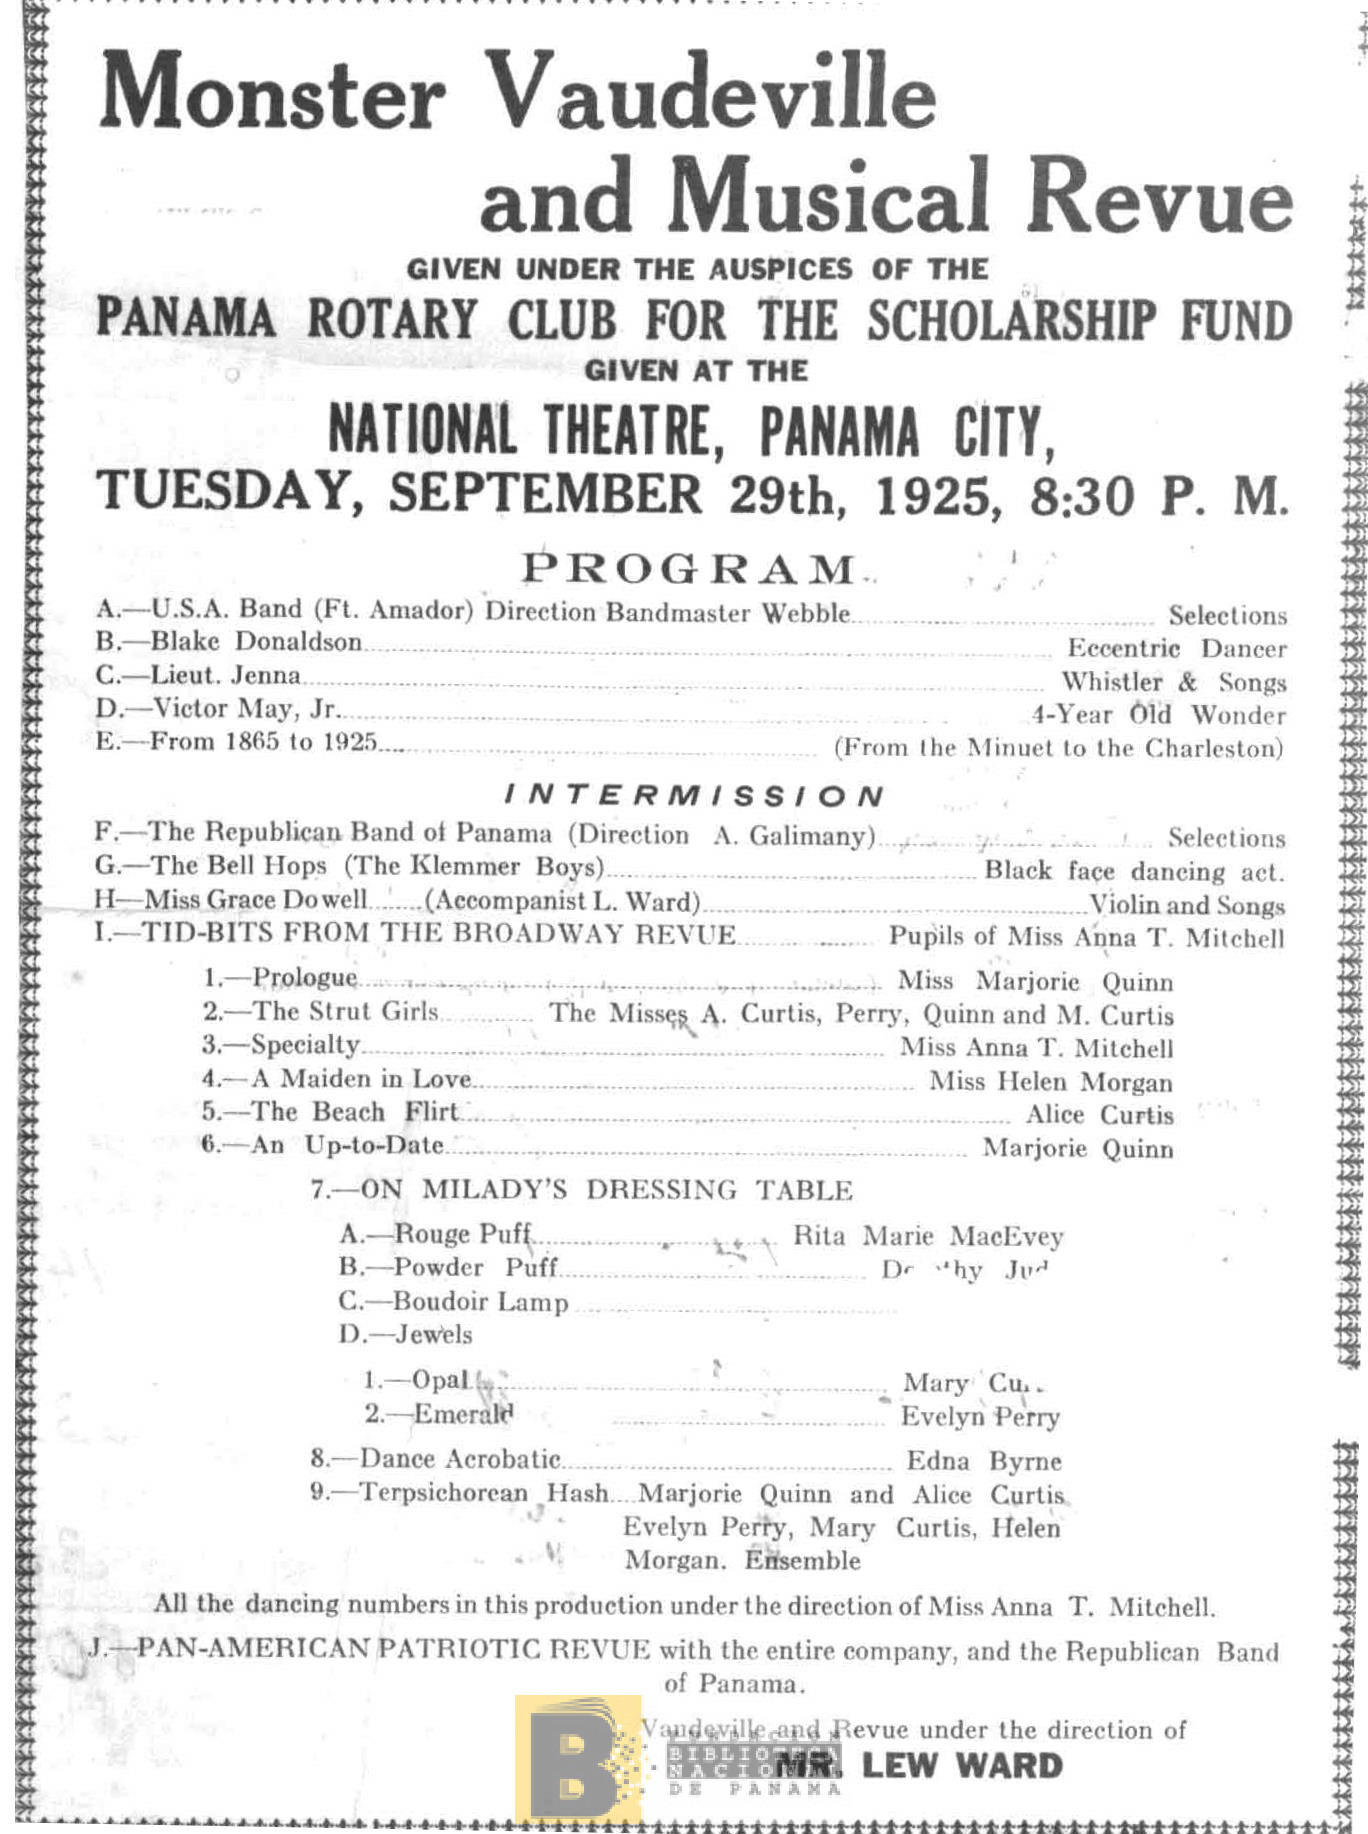 Monster Vaudeville
and Musical Revue
GIVEN UNDER THE AUSPICES OF THE
PANAMA ROTARY CLUB FOR THE SCHOLARSHIP FUND
GIVEN AT THE
NATIONAL THEATRE, PANAMA CITY,
TUESDAY, SEPTEMBER 29th, 1925, 8:30 P. M.
PROGRAM
A.—U.S.A. Band (Ft. Amador) Direction Bandmaster Webble Selections
B.—Blake Donaldson Eccentric Dancer
C.—Lieut. Jenna Whistler & Songs
D.—Victor May, Jr. 4-Year Old Wonder
E.—From 1865 to 1925 (From the Minuet to the Charleston)
INTERMISSION
F.—The Republican Band of Panama (Direction A. Galimany) Selections
G.—The Bell Hops (The Klemmer Boys) Black face dancing act.
H—Miss Grace Dowell (Accompanist L. Ward) Violin and Songs
I.—TID-BITS FROM THE BROADWAY REVUE Pupils of Miss Anna T. Mitchell
1.—Prologue Miss Marjorie Quinn
2.—The Strut Girls The Misses A. Curtis, Perry, Quinn and M. Curtis
3.—Specialty Miss Anna T. Mitchell
4.—A Maiden in Love Miss Helen Morgan
5.—The Beach Flirt Alice Curtis
6.—An Up-to-Date Marjorie Quinn
7.—ON MILADY'S DRESSING TABLE
A.—Rouge Puff Rita Marie MacEvey
B.—Powder Puff
C.—Boudoir Lamp
D.—Jewels
1.—Opal Mary
2.—Emerald Evelyn Perry
8.—Dance Acrobatic Edna Byrne
9.—Terpsichorean Hash Marjorie Quinn and Alice Curtis
Evelyn Perry, Mary Curtis, Helen
Morgan. Ensemble
All the dancing numbers in this production under the direction of Miss Anna T. Mitchell.
J.—PAN-AMERICAN PATRIOTIC REVUE with the entire company, and the Republican Band
of Panama.
Vaudeville and Revue under the direction of
MR. LEW WARD
B
FUNDACION
BIBLIOTECA
NACIONAL
DE PANAMA